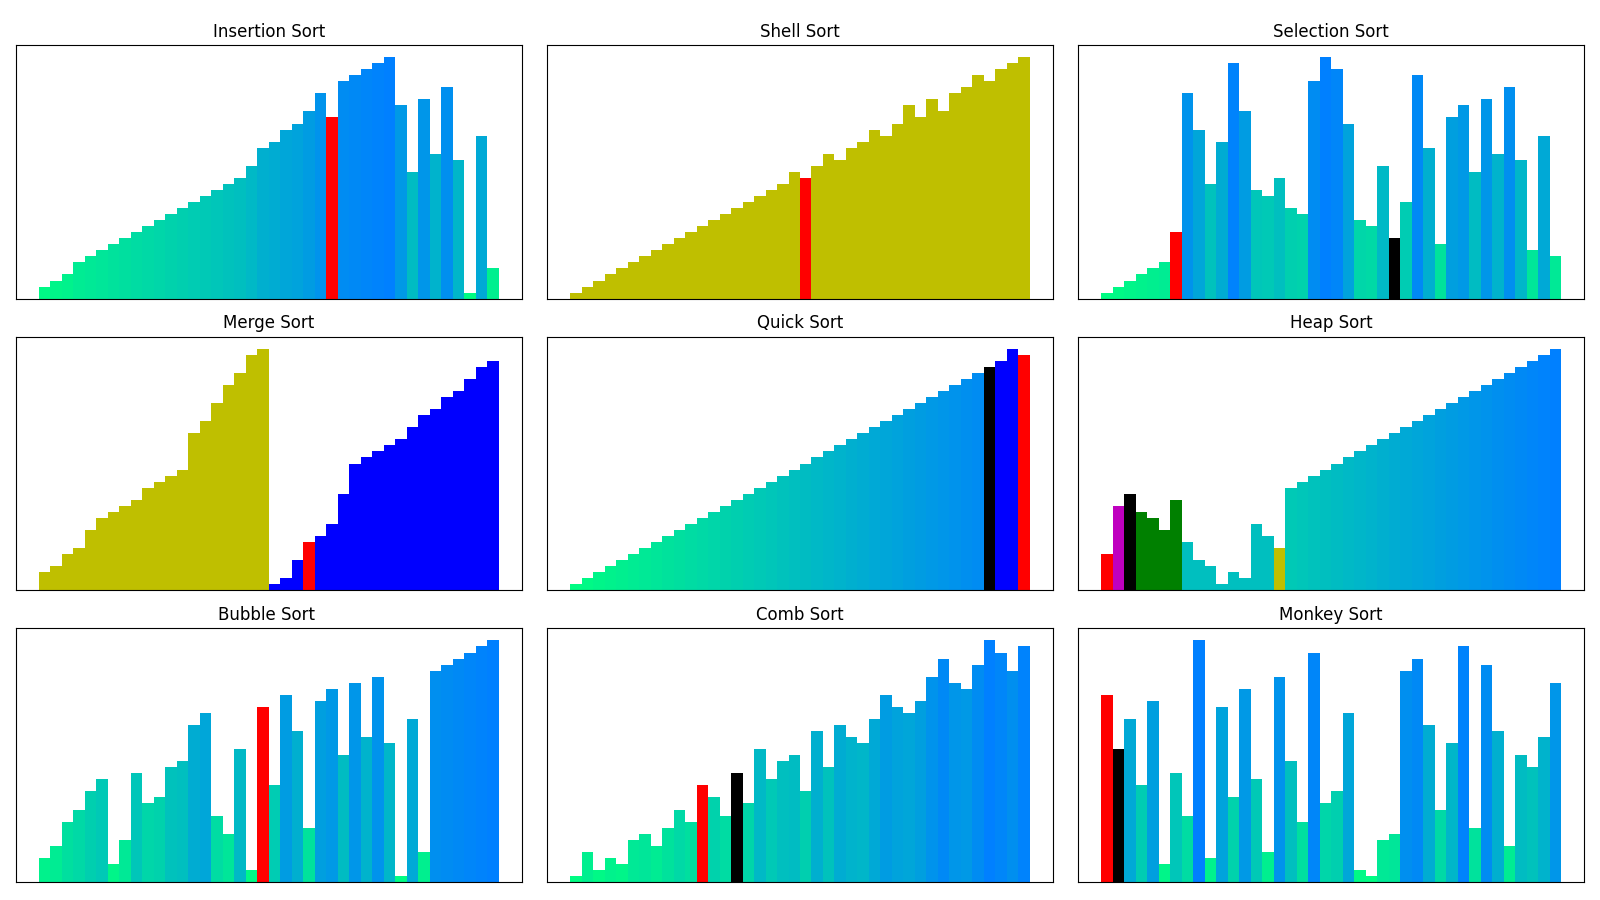 Insertion Sort
Shell Sort
Selection Sort
Merge Sort
Quick Sort
Heap Sort
Bubble Sort
Comb Sort
Monkey Sort